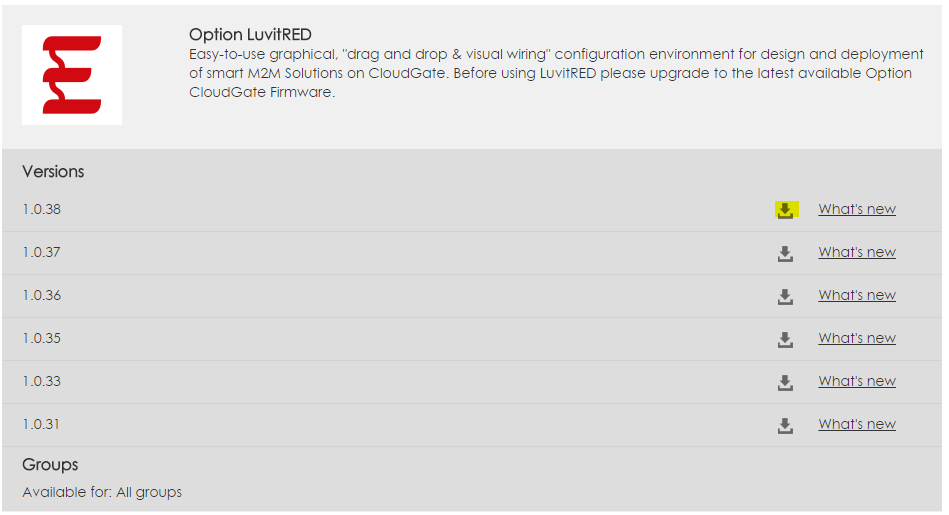 Option LuvitRED
Easy-to-use graphical, "drag and drop & visual wiring" configuration environment for design and deployment
of smart M2M Solutions on CloudGate. Before using LuvitRED please upgrade to the latest available Option
CloudGate Firmware.
Versions
1.0.38 What's new
1.0.37 What's new
1.0.36 What's new
1.0.35 What's new
1.0.33 What's new
1.0.31 What's new
Groups
Available for: All groups